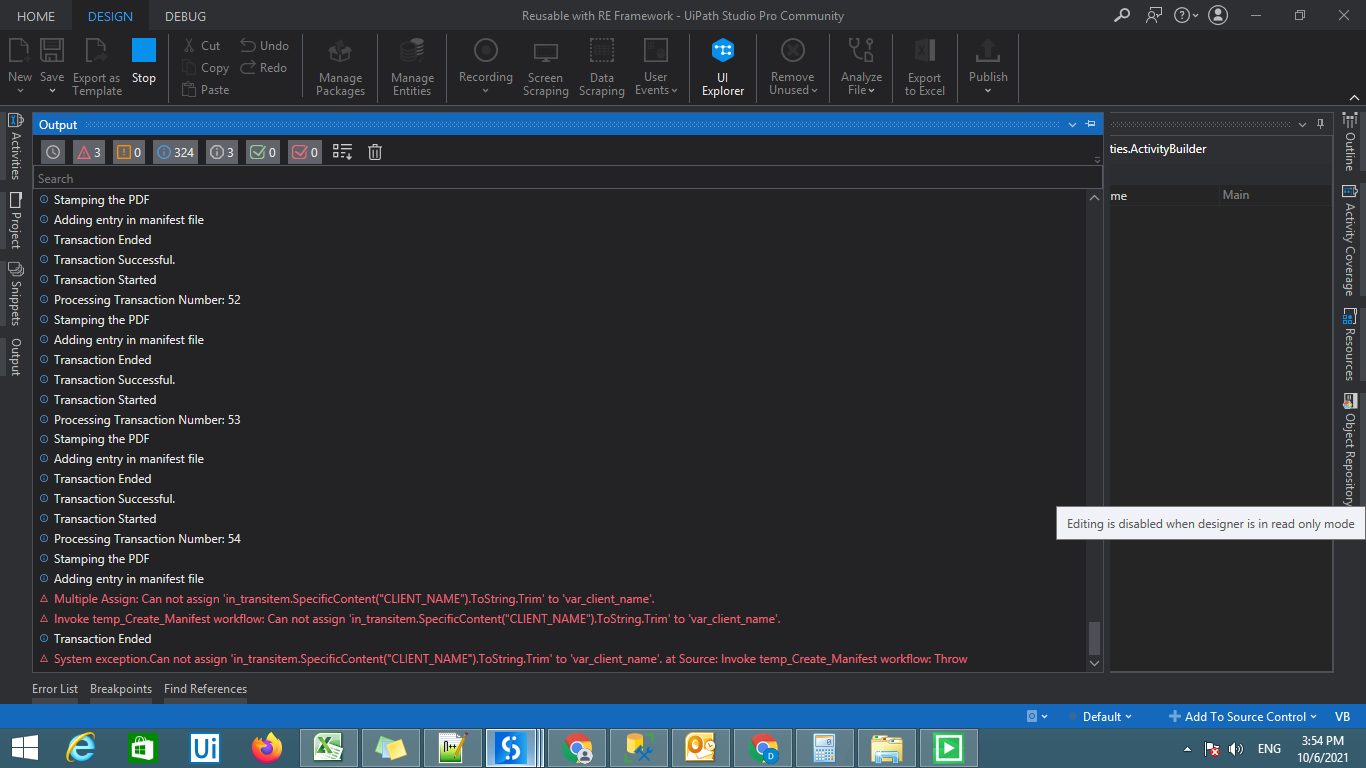 HOME DESIGN DEBUG
Reusable with RE Framework - UiPath Studio Pro Community
New
Save
Export as
Template
Stop
Cut
Copy
Paste
Undo
Redo
Manage
Packages
Manage
Entities
Recording
Screen
Scraping
Data
Scraping
User
Events
UI
Explorer
Remove
Unused
Analyze
File
Export
to Excel
Publish
Activities
Project
Snippets
Output
Output
3 0 324 3 0 0
Search
Stamping the PDF
Adding entry in manifest file
Transaction Ended
Transaction Successful.
Transaction Started
Processing Transaction Number: 52
Stamping the PDF
Adding entry in manifest file
Transaction Ended
Transaction Successful.
Transaction Started
Processing Transaction Number: 53
Stamping the PDF
Adding entry in manifest file
Transaction Ended
Transaction Successful.
Transaction Started
Processing Transaction Number: 54
Stamping the PDF
Adding entry in manifest file
Multiple Assign: Can not assign 'in_transitem.SpecificContent("CLIENT_NAME").ToString.Trim' to 'var_client_name'.
Invoke temp_Create_Manifest workflow: Can not assign 'in_transitem.SpecificContent("CLIENT_NAME").ToString.Trim' to 'var_client_name'.
Transaction Ended
System exception.Can not assign 'in_transitem.SpecificContent("CLIENT_NAME").ToString.Trim' to 'var_client_name'. at Source: Invoke temp_Create_Manifest workflow: Throw
ties.ActivityBuilder
me Main
Editing is disabled when designer is in read only mode
Outline
Activity Coverage
Resources
Object Repository
Error List Breakpoints Find References
Default Add To Source Control VB
Ui
ENG
3:54 PM
10/6/2021